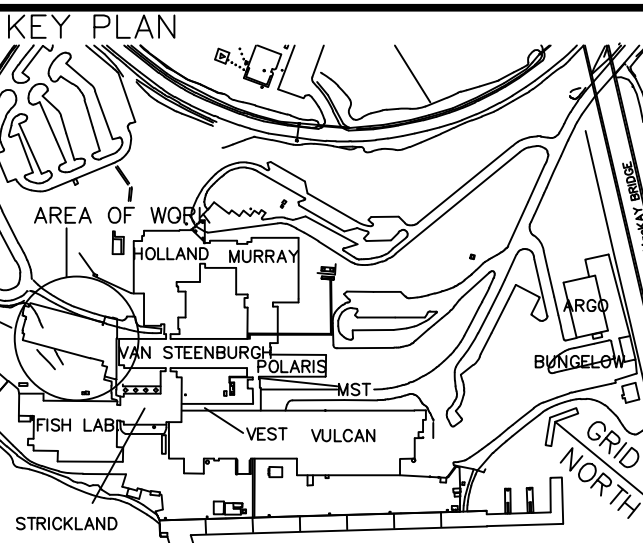 KEY PLAN
AREA OF WORK
HOLLAND
MURRAY
McKAY BRIDGE
ARGO
VAN STEENBURGH
POLARIS
BUNGELOW
MST
FISH LAB
VEST
VULCAN
GRID
NORTH
STRICKLAND